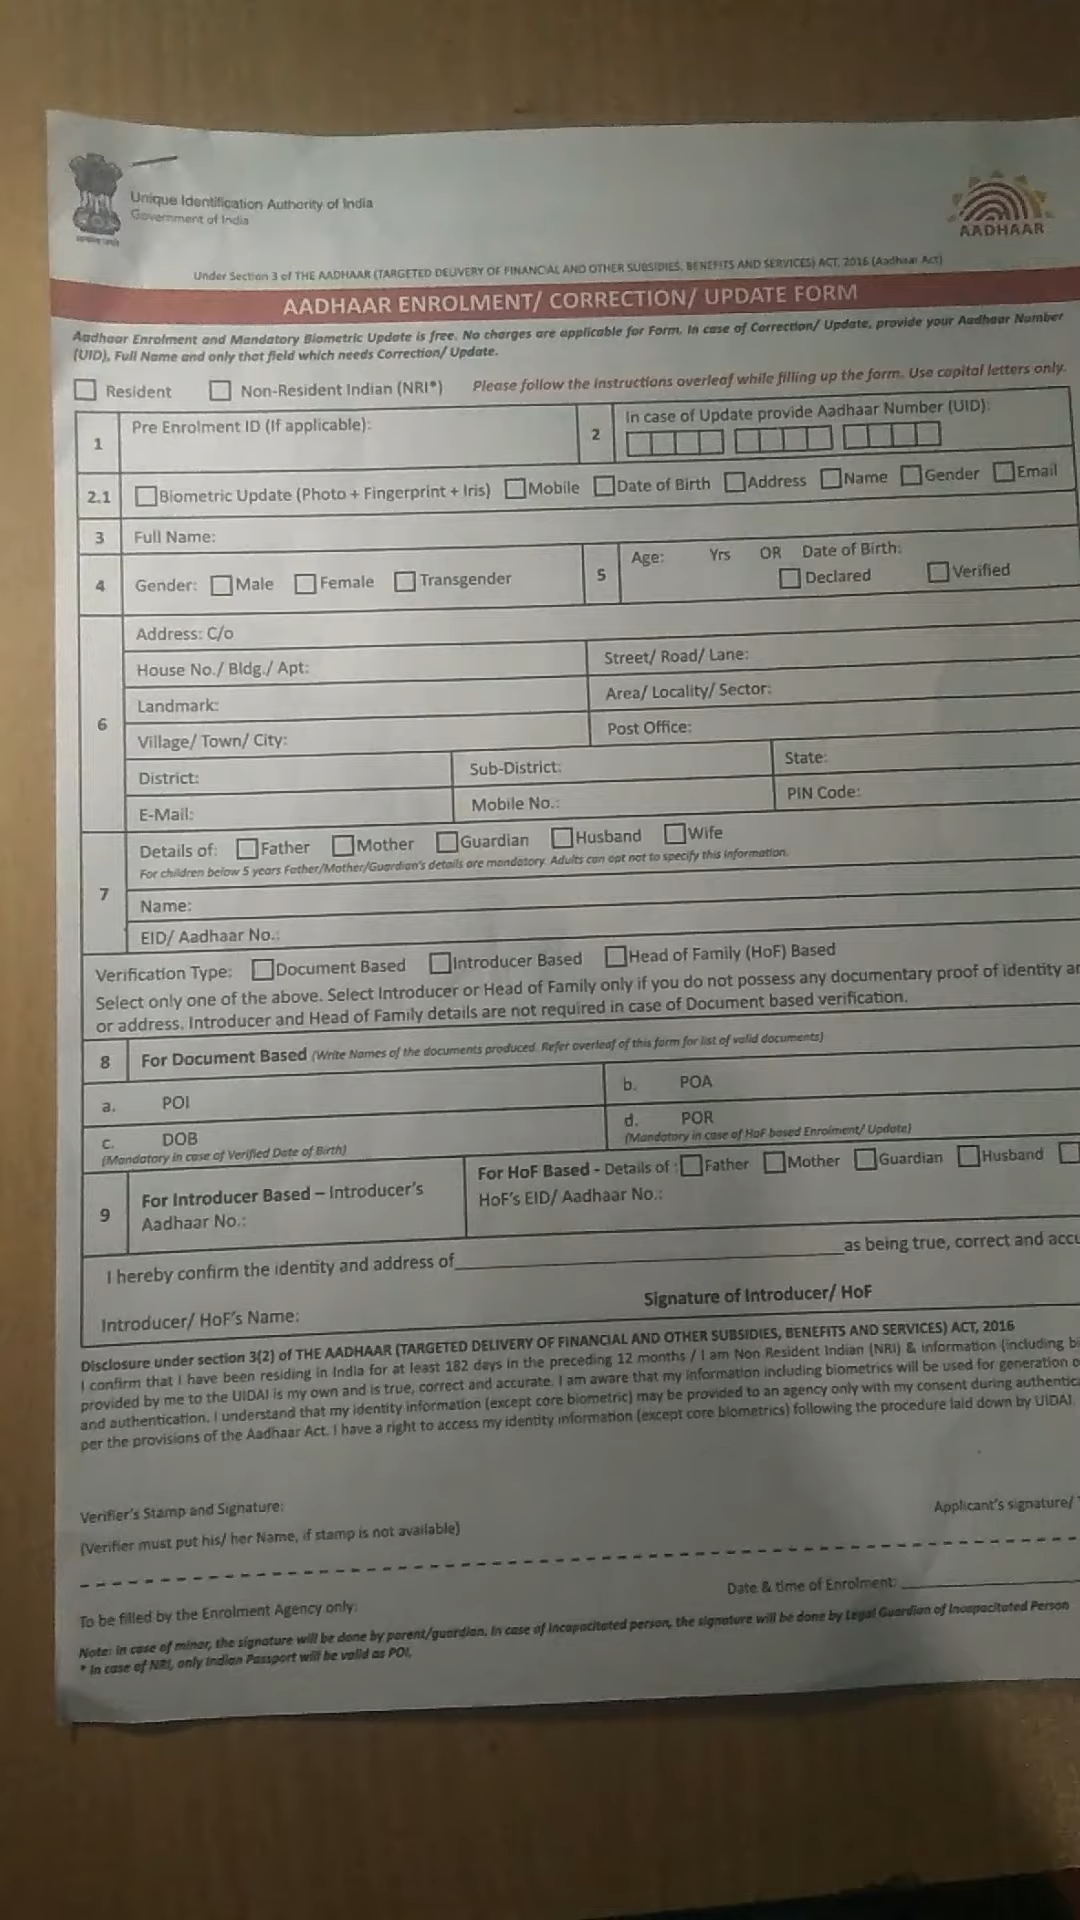 Unique Identification Authority of India
Government of India
AADHAAR
Under Section 3 of THE AADHAAR (TARGETED DELIVERY OF FINANCIAL AND OTHER SUBSIDIES, BENEFITS AND SERVICES) ACT, 2016 (Aadhaar Act)
AADHAAR ENROLMENT/ CORRECTION/ UPDATE FORM
Aadhaar Enrolment and Mandatory Biometric Update is free. No charges are applicable for Form. In case of Correction/ Update, provide your Aadhaar Number
(UID), Full Name and only that field which needs Correction/ Update.
Resident Non-Resident Indian (NRI*) Please follow the instructions overleaf while filling up the form. Use capital letters only.
1 Pre Enrolment ID (If applicable): 2 In case of Update provide Aadhaar Number (UID):
2.1 Biometric Update (Photo + Fingerprint + Iris) Mobile Date of Birth Address Name Gender Email
3 Full Name:
4 Gender: Male Female Transgender 5 Age: Yrs OR Date of Birth:
Declared Verified
6 Address: C/o
House No./ Bldg./ Apt: Street/ Road/ Lane:
Landmark: Area/ Locality/ Sector:
Village/ Town/ City: Post Office:
District: Sub-District: State:
E-Mail: Mobile No.: PIN Code:
7 Details of: Father Mother Guardian Husband Wife
For children below 5 years Father/Mother/Guardian's details are mandatory. Adults can opt not to specify this information.
Name:
EID/ Aadhaar No.:
Verification Type: Document Based Introducer Based Head of Family (HoF) Based
Select only one of the above. Select Introducer or Head of Family only if you do not possess any documentary proof of identity
or address. Introducer and Head of Family details are not required in case of Document based verification.
8 For Document Based (Write Names of the documents produced. Refer overleaf of this form for list of valid documents)
a. POI b. POA
c. DOB d. POR
(Mandatory in case of Verified Date of Birth) (Mandatory in case of HoF based Enrolment/ Update)
9 For Introducer Based – Introducer's
Aadhaar No.:
For HoF Based - Details of : Father Mother Guardian Husband
HoF's EID/ Aadhaar No.:
I hereby confirm the identity and address of as being true, correct and
Introducer/ HoF's Name: Signature of Introducer/ HoF
Disclosure under section 3(2) of THE AADHAAR (TARGETED DELIVERY OF FINANCIAL AND OTHER SUBSIDIES, BENEFITS AND SERVICES) ACT, 2016
I confirm that I have been residing in India for at least 182 days in the preceding 12 months / I am Non Resident Indian (NRI) & information (including
provided by me to the UIDAI is my own and is true, correct and accurate. I am aware that my information including biometrics will be used for generation
and authentication. I understand that my identity information (except core biometric) may be provided to an agency only with my consent during
per the provisions of the Aadhaar Act. I have a right to access my identity information (except core biometrics) following the procedure laid down by UIDAI.
Verifier's Stamp and Signature:
(Verifier must put his/ her Name, if stamp is not available)
Applicant's signature/
To be filled by the Enrolment Agency only: Date & time of Enrolment:
Note: In case of minor, the signature will be done by parent/guardian. In case of Incapacitated person, the signature will be done by Legal Guardian of Incapacitated Person
* In case of NRI, only Indian Passport will be valid as POI.